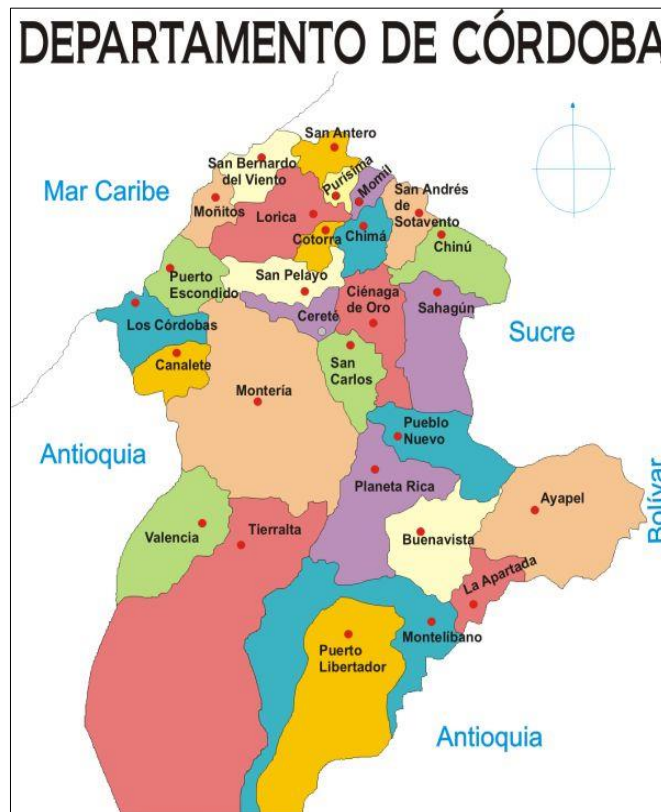 DEPARTAMENTO DE CÓRDOBA
San Antero
San Bernardo
del Viento
Purísima
Momil
Mar Caribe
San Andrés
de
Sotavento
Moñitos
Lorica
Cotorra
Chimá
Chinú
Puerto
Escondido
San Pelayo
Ciénaga
de Oro
Sahagún
Los Córdobas
Cereté
Sucre
Canalete
San
Carlos
Montería
Pueblo
Nuevo
Antioquia
Planeta Rica
Ayapel
Bolívar
Valencia
Tierralta
Buenavista
La Apartada
Montelibano
Puerto
Libertador
Antioquia